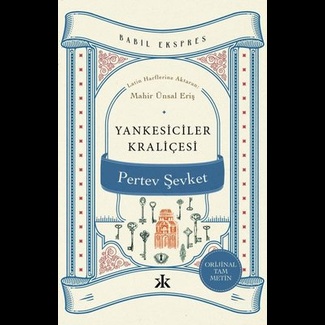 BABİL EKSPRES
Latin Harflerine Aktaran:
Mahir Ünsal Eriş
YANKESİCİLER
KRALİÇESİ
Pertev Şevket
ORİJİNAL
TAM
METİN